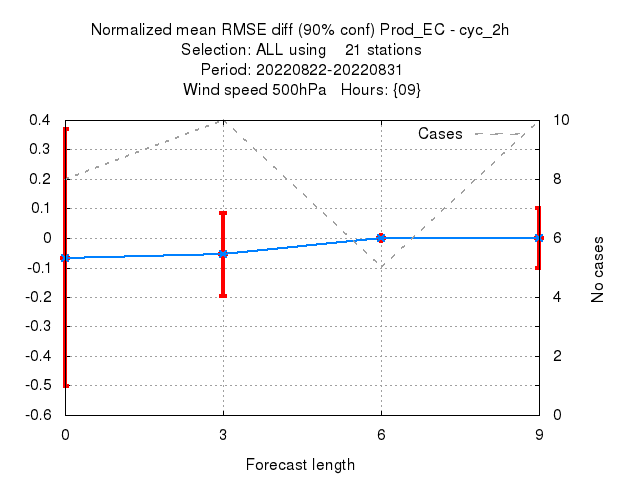 Normalized mean RMSE diff (90% conf) Prod_EC - cyc_2h
Selection: ALL using 21 stations
Period: 20220822-20220831
Wind speed 500hPa Hours: {09}
Cases
0.4
0.3
0.2
0.1
0
-0.1
-0.2
-0.3
-0.4
-0.5
-0.6
10
8
7
6
4
2
0
No cases
0 3 6 9
Forecast length